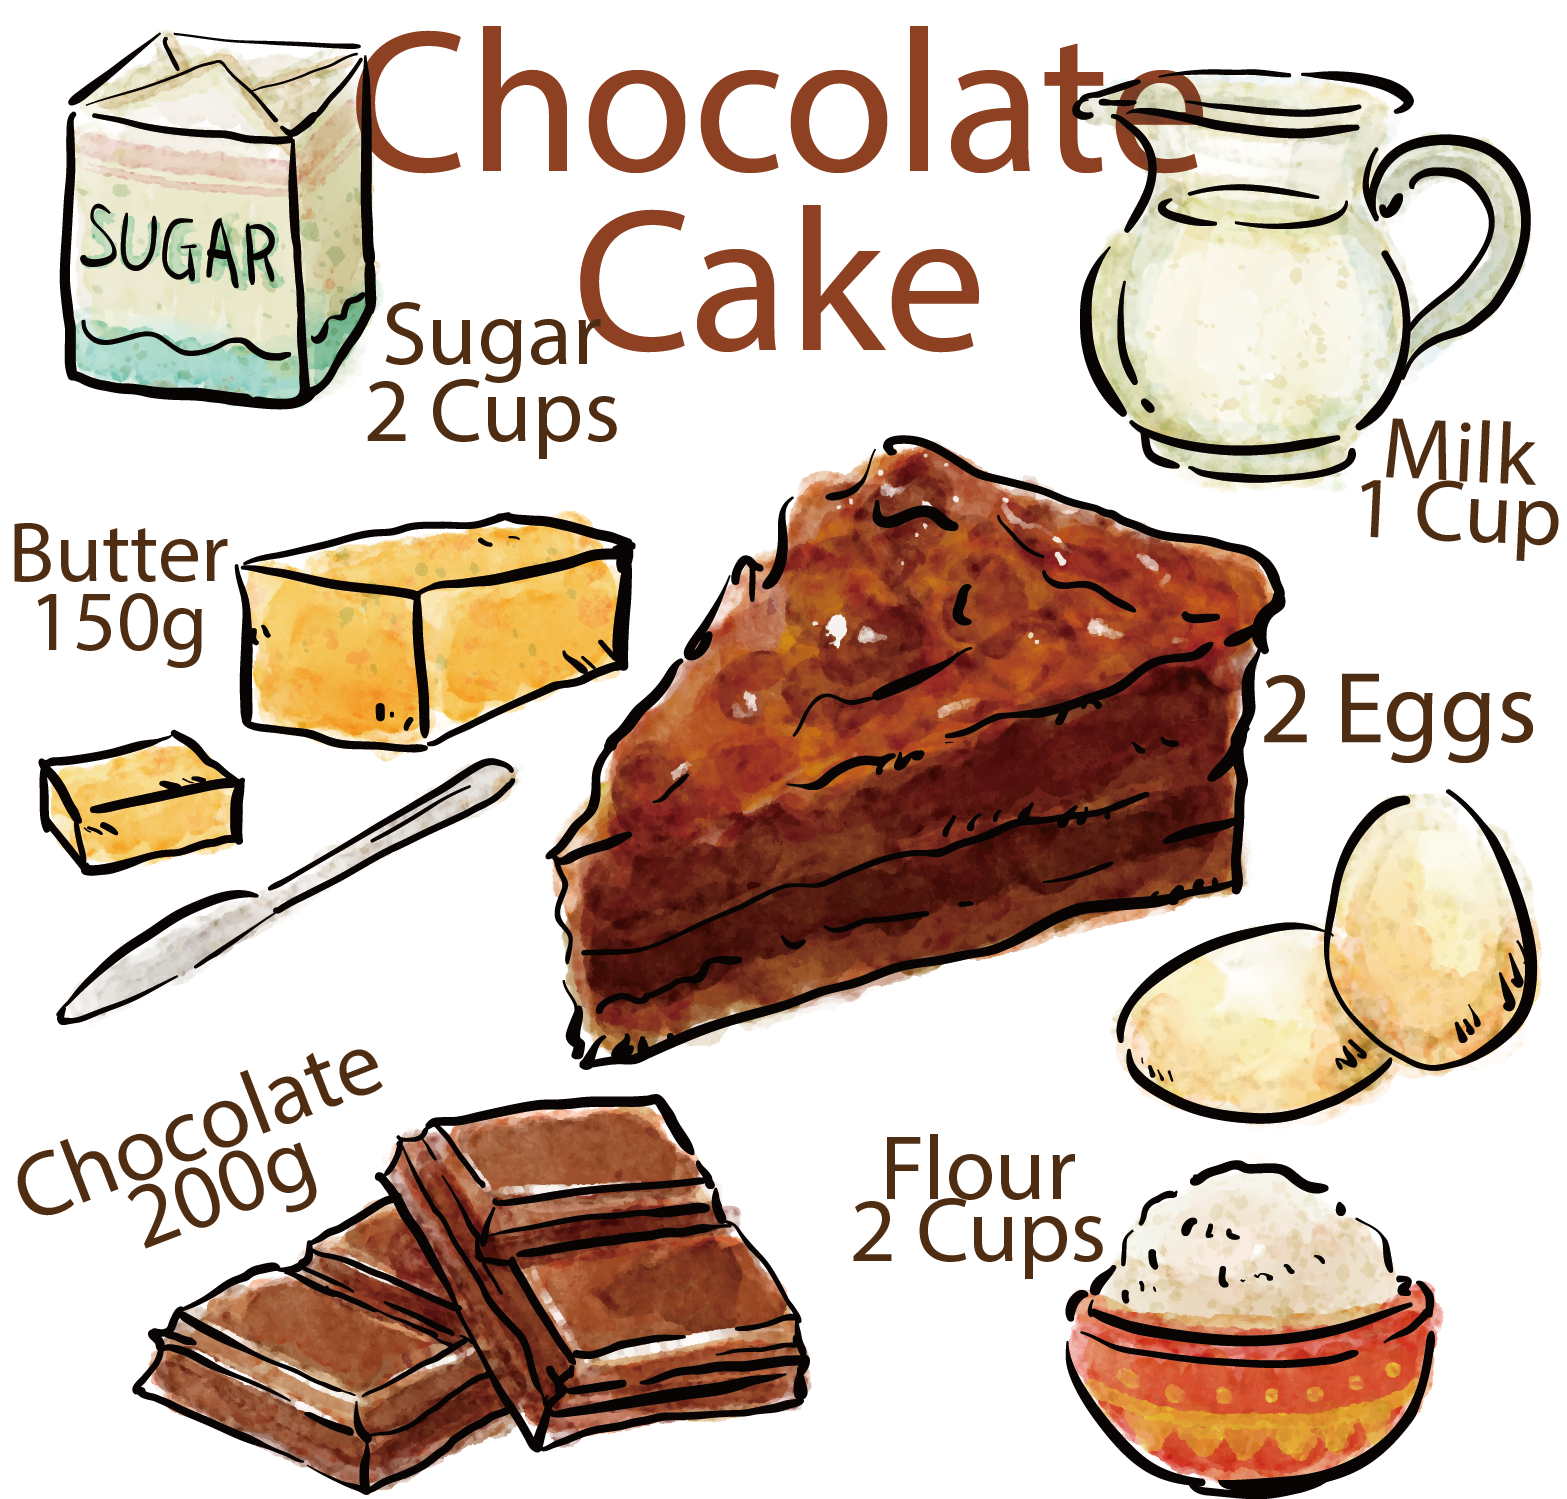 Chocolate
Cake
SUGAR
Sugar
2 Cups
Milk
1 Cup
Butter
150g
2 Eggs
Chocolate
200g
Flour
2 Cups